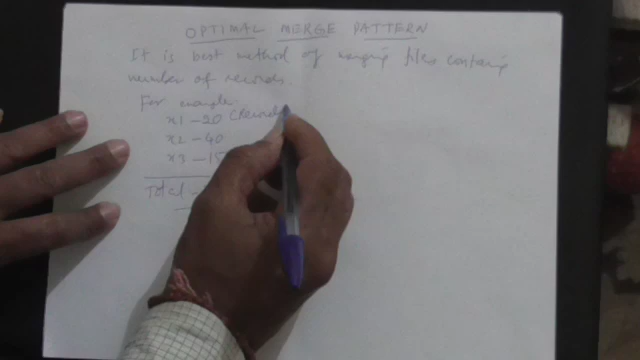 OPTIMAL MERGE PATTERN
It is best method of merging files containing
number of records.
For example.
x1 - 20 (Records
x2 - 40
x3 - 15
Total -